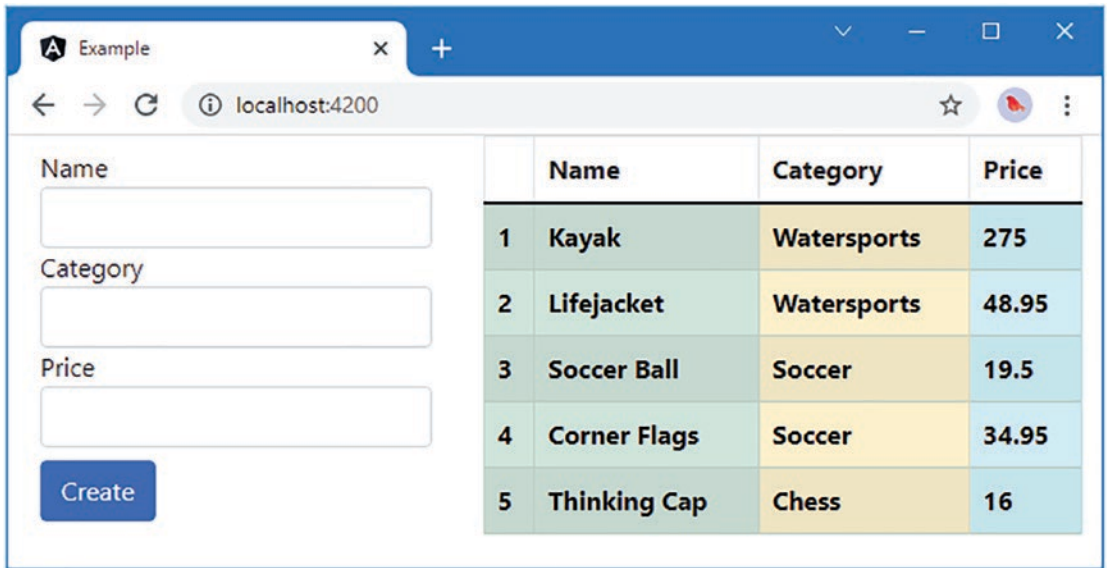 Example
localhost:4200
Name
Category
Price
Create
Name Category Price
1 Kayak Watersports 275
2 Lifejacket Watersports 48.95
3 Soccer Ball Soccer 19.5
4 Corner Flags Soccer 34.95
5 Thinking Cap Chess 16